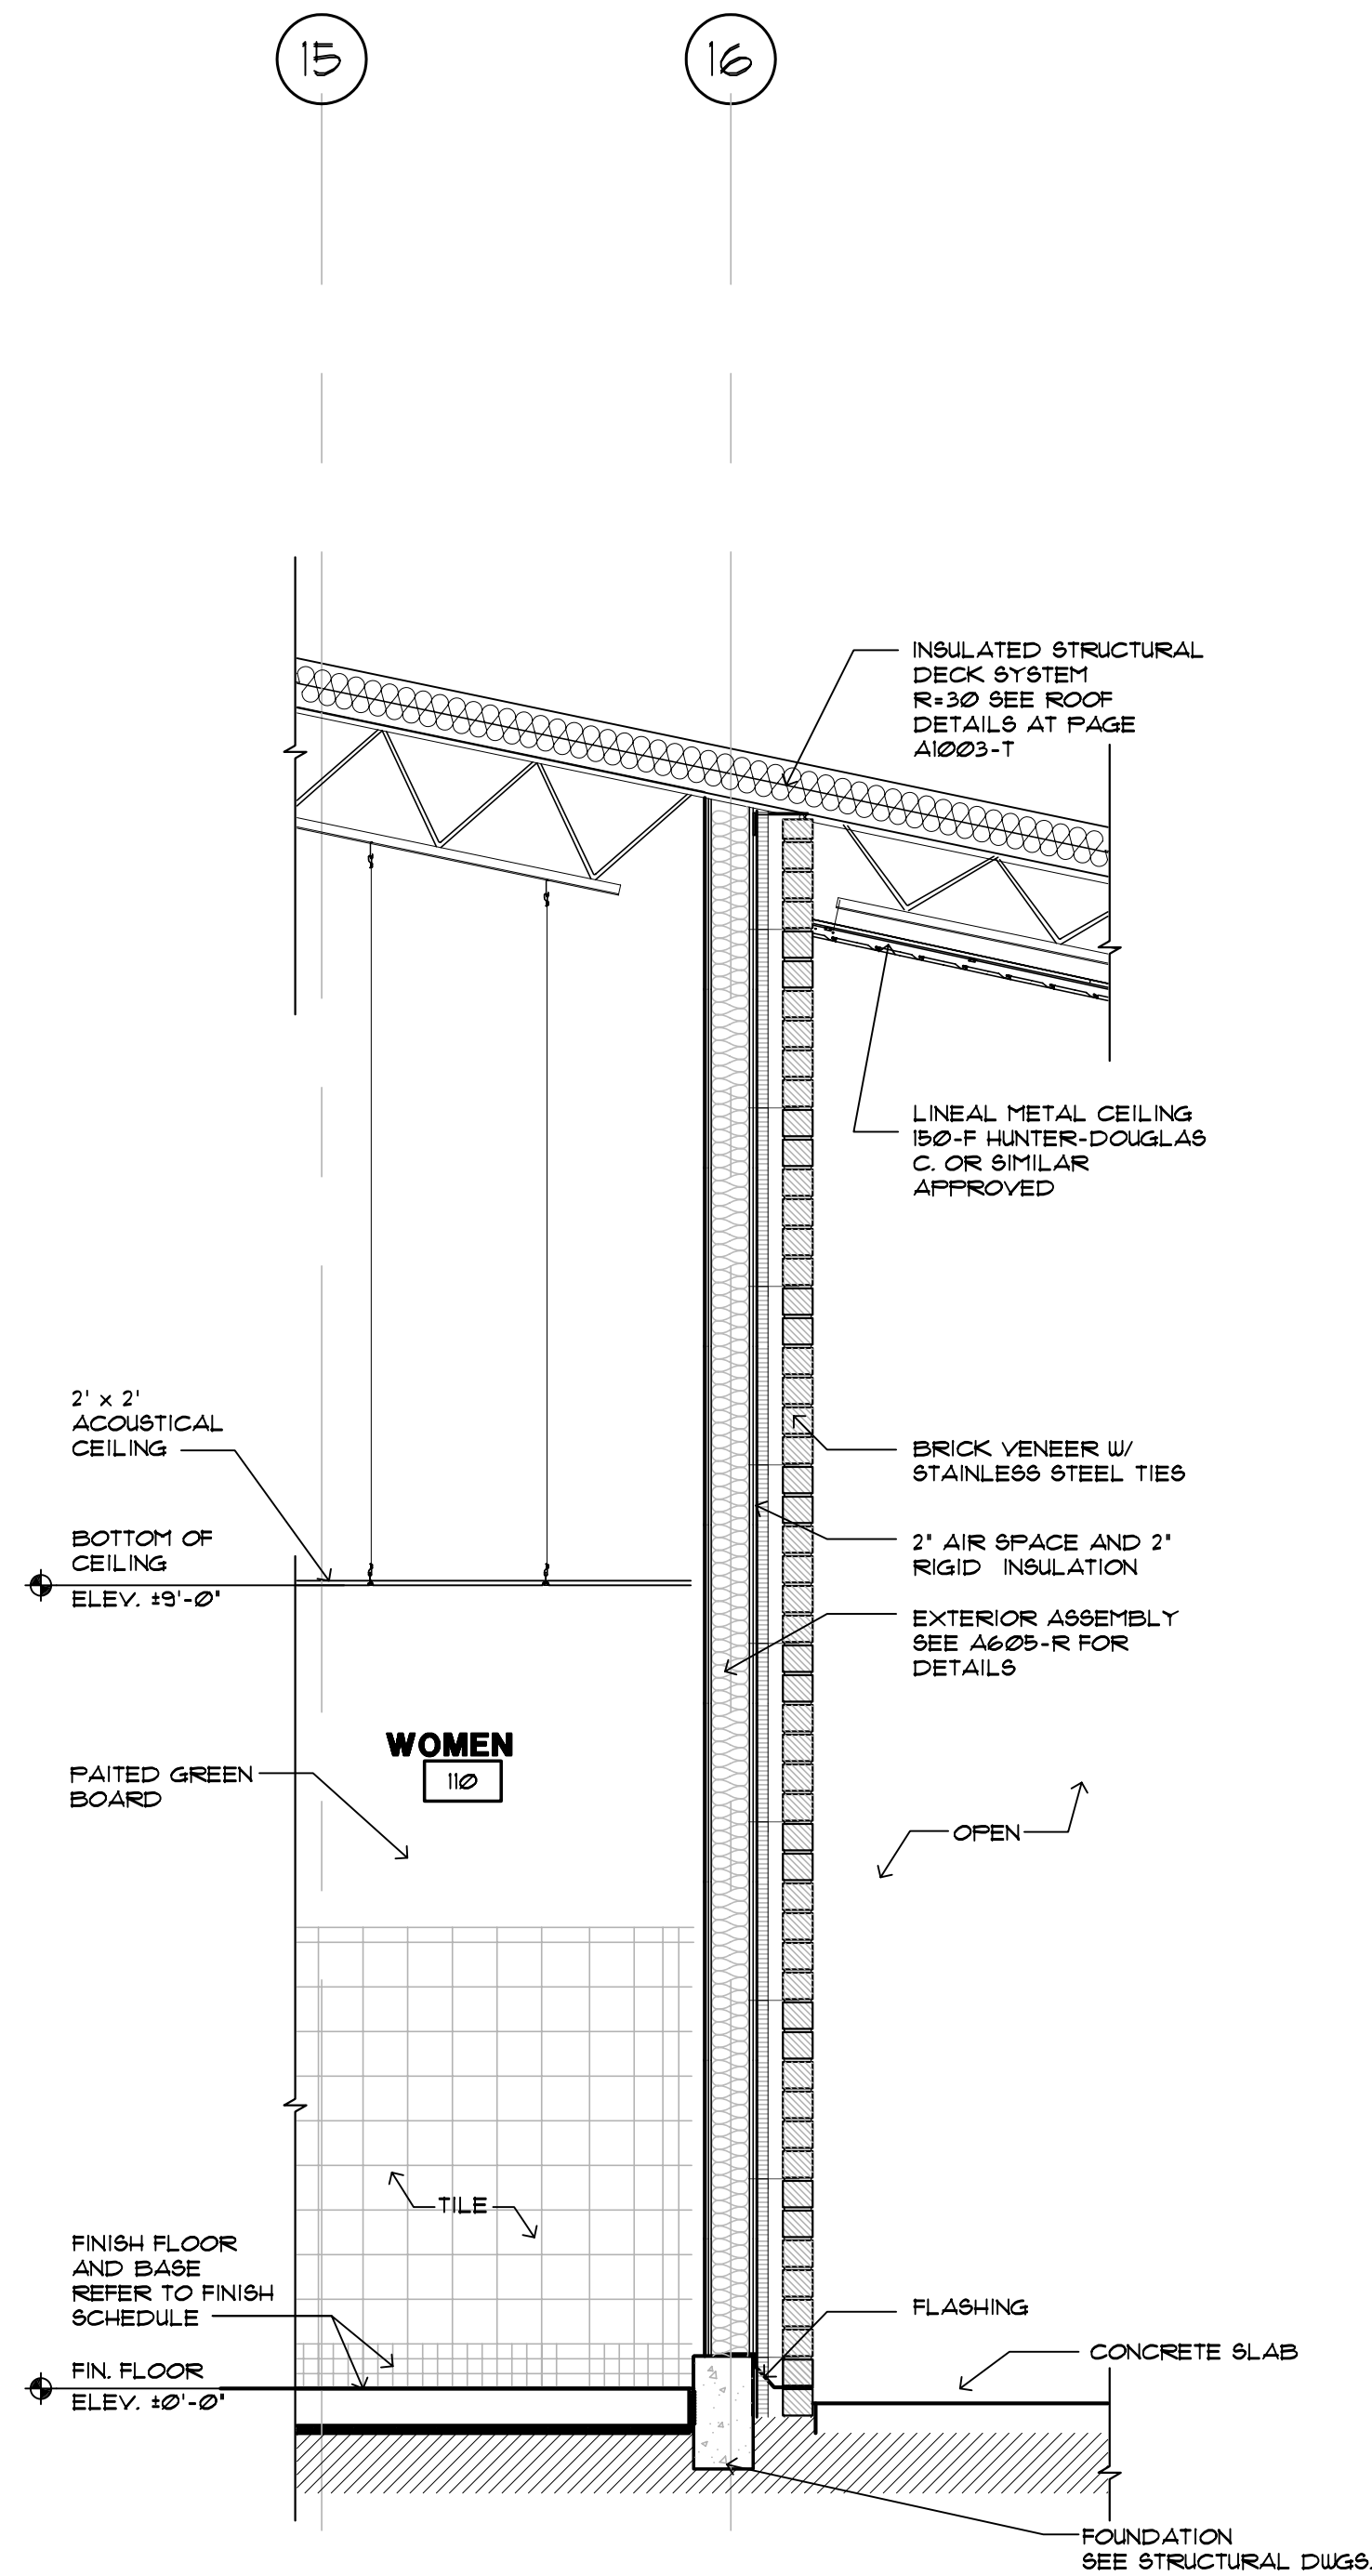 15
16
INSULATED STRUCTURAL
DECK SYSTEM
R=30 SEE ROOF
DETAILS AT PAGE
A1003-T
LINEAL METAL CEILING
150-F HUNTER-DOUGLAS
C. OR SIMILAR
APPROVED
2' x 2'
ACOUSTICAL
CEILING
BRICK VENEER W/
STAINLESS STEEL TIES
BOTTOM OF
CEILING
ELEV. ±9'-0"
2" AIR SPACE AND 2"
RIGID INSULATION
EXTERIOR ASSEMBLY
SEE A605-R FOR
DETAILS
WOMEN
110
PAITED GREEN
BOARD
OPEN
TILE
FINISH FLOOR
AND BASE
REFER TO FINISH
SCHEDULE
FLASHING
CONCRETE SLAB
FIN. FLOOR
ELEV. ±0'-0"
FOUNDATION
SEE STRUCTURAL DWGS.